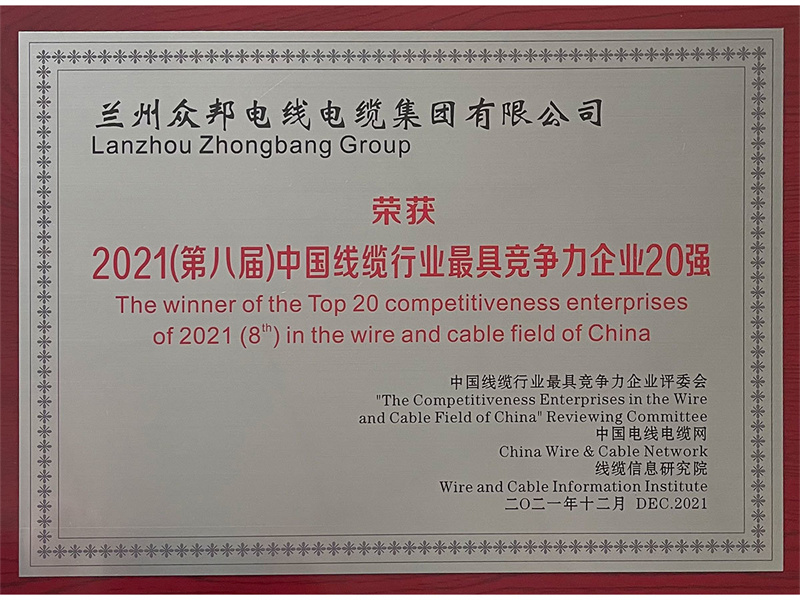 兰州众邦电线电缆集团有限公司
Lanzhou Zhongbang Group
荣获
2021(第八届)中国线缆行业最具竞争力企业20强
The winner of the Top 20 competitiveness enterprises
of 2021 (8th) in the wire and cable field of China
中国线缆行业最具竞争力企业评委会
"The Competitiveness Enterprises in the Wire
and Cable Field of China" Reviewing Committee
中国电线电缆网
China Wire & Cable Network
线缆信息研究院
Wire and Cable Information Institute
二〇二一年十二月 DEC.2021